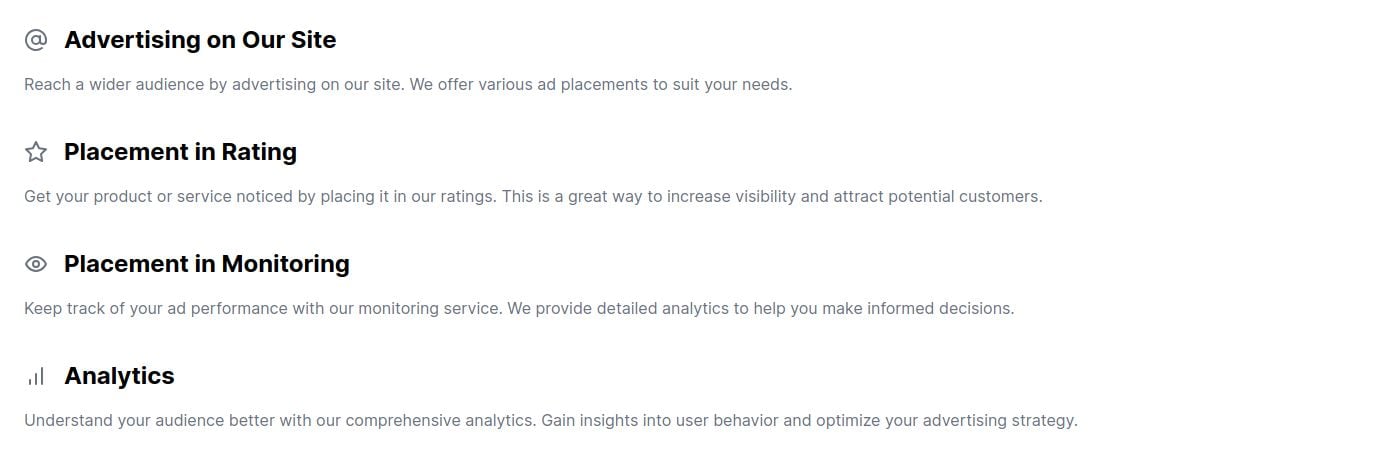 Advertising on Our Site
Reach a wider audience by advertising on our site. We offer various ad placements to suit your needs.
Placement in Rating
Get your product or service noticed by placing it in our ratings. This is a great way to increase visibility and attract potential customers.
Placement in Monitoring
Keep track of your ad performance with our monitoring service. We provide detailed analytics to help you make informed decisions.
Analytics
Understand your audience better with our comprehensive analytics. Gain insights into user behavior and optimize your advertising strategy.